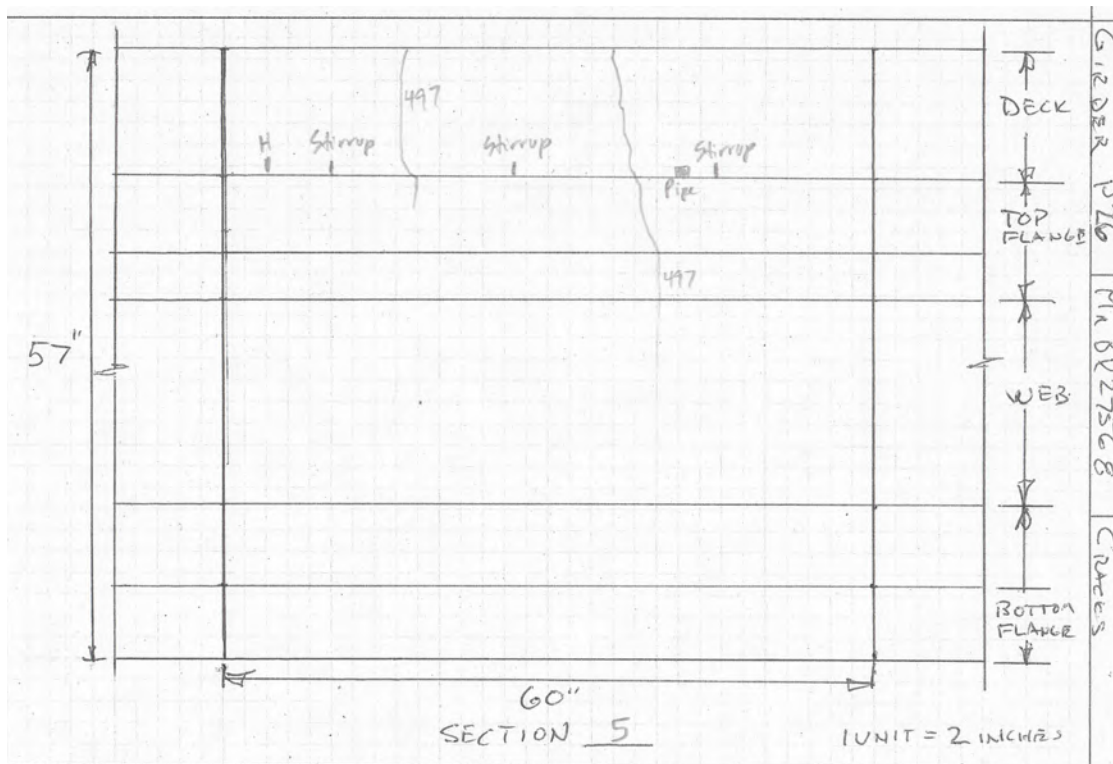 497
H
Stirrup
Stirrup
Stirrup
Pipe
497
57"
60"
SECTION 5
1 UNIT = 2 INCHES
DECK
TOP
FLANGE
WEB
BOTTOM
FLANGE
GIRDER
CRACKS